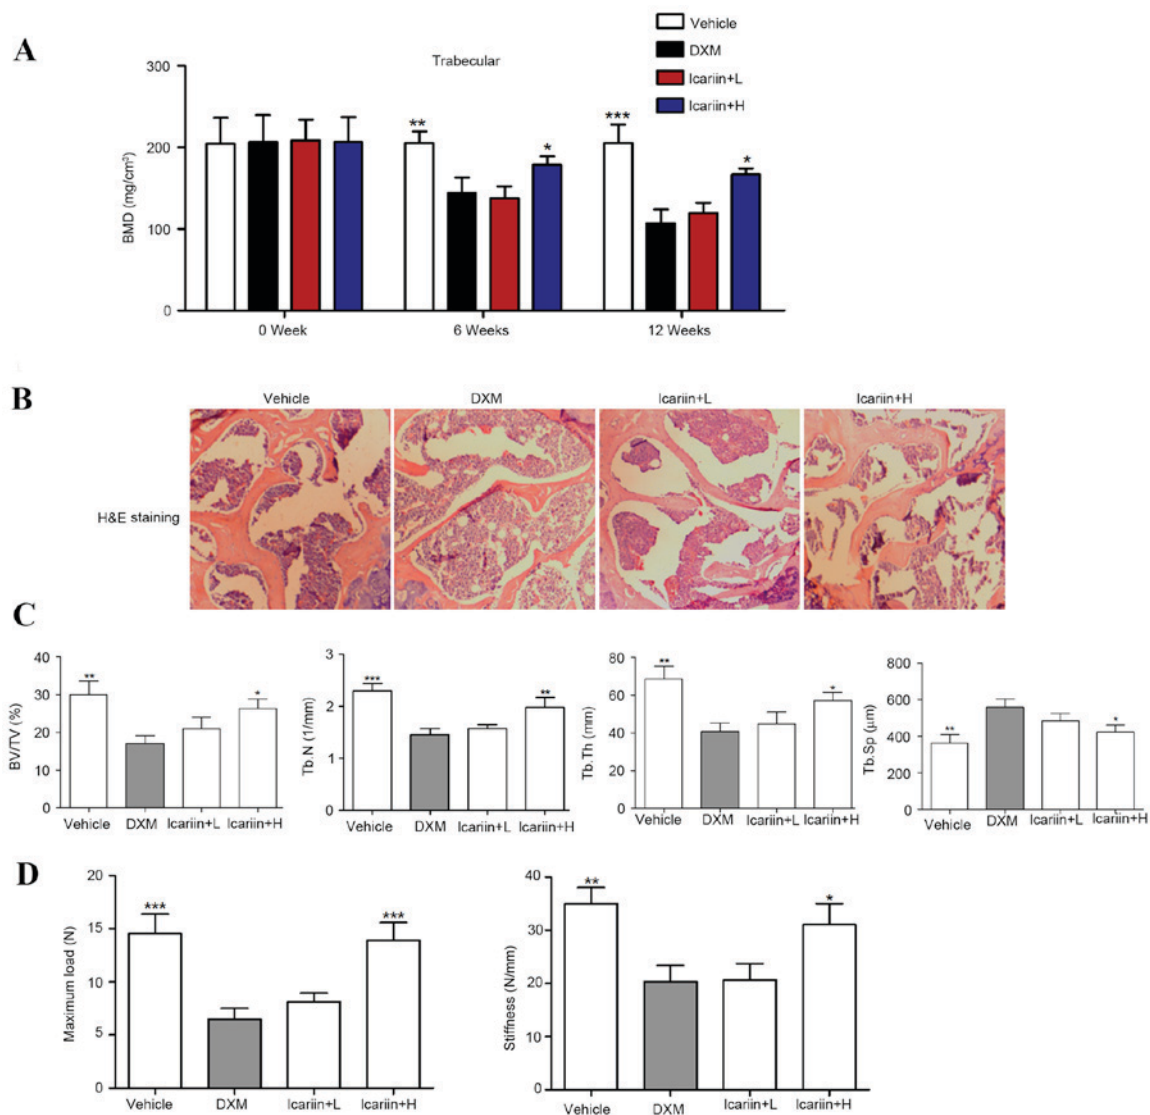 A
Vehicle
DXM
Icariin+L
Icariin+H
Trabecular
BMD (mg/cm³)
300
200
100
0
**
*
***
*
0 Week
6 Weeks
12 Weeks
B
Vehicle
DXM
Icariin+L
Icariin+H
H&E staining
C
BV/TV (%)
40
30
20
10
0
**
*
Vehicle
DXM
Icariin+L
Icariin+H
Tb.N (1/mm)
3
2
1
0
***
**
Vehicle
DXM
Icariin+L
Icariin+H
Tb.Th (mm)
80
60
40
20
0
**
*
Vehicle
DXM
Icariin+L
Icariin+H
Tb.Sp (µm)
800
600
400
200
0
**
*
Vehicle
DXM
Icariin+L
Icariin+H
D
Maximum load (N)
20
15
10
5
0
***
***
Vehicle
DXM
Icariin+L
Icariin+H
Stiffness (N/mm)
40
30
20
10
0
**
*
Vehicle
DXM
Icariin+L
Icariin+H